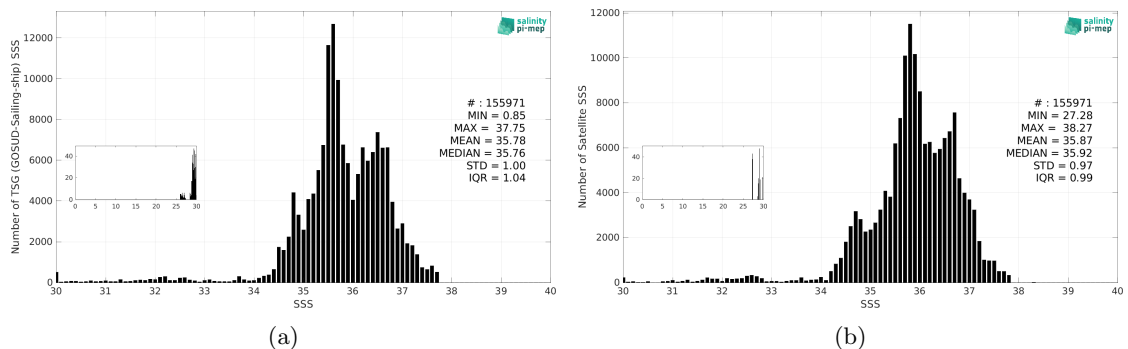 Number of TSG (GOSUD-Sailing-ship) SSS
12000
10000
8000
6000
4000
2000
0
salinity
pi-mep
# : 155971
MIN = 0.85
MAX = 37.75
MEAN = 35.78
MEDIAN = 35.76
STD = 1.00
IQR = 1.04
40
20
0
0 5 10 15 20 25 30
30 31 32 33 34 35 36 37 38 39 40
SSS
(a)
Number of Satellite SSS
12000
10000
8000
6000
4000
2000
0
salinity
pi-mep
# : 155971
MIN = 27.28
MAX = 38.27
MEAN = 35.87
MEDIAN = 35.92
STD = 0.97
IQR = 0.99
40
20
0
0 5 10 15 20 25 30
30 31 32 33 34 35 36 37 38 39 40
SSS
(b)